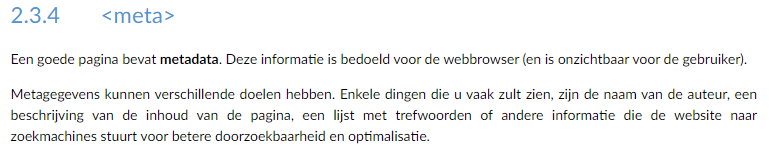 2.3.4 <meta>
Een goede pagina bevat metadata. Deze informatie is bedoeld voor de webbrowser (en is onzichtbaar voor de gebruiker).
Metagegevens kunnen verschillende doelen hebben. Enkele dingen die u vaak zult zien, zijn de naam van de auteur, een
beschrijving van de inhoud van de pagina, een lijst met trefwoorden of andere informatie die de website naar
zoekmachines stuurt voor betere doorzoekbaarheid en optimalisatie.